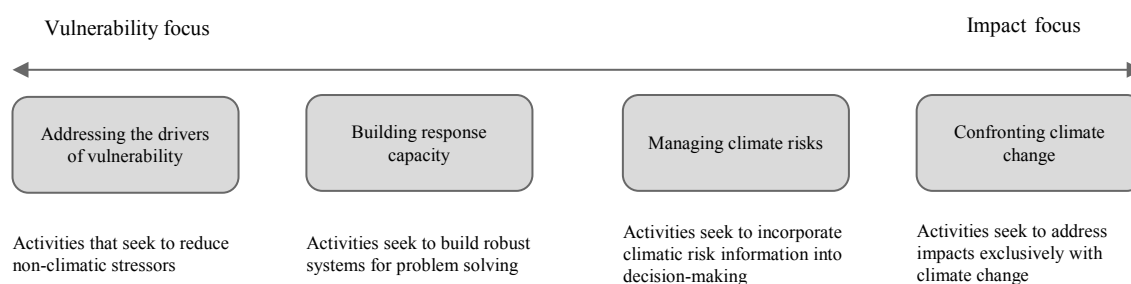 Vulnerability focus
Impact focus
Addressing the drivers
of vulnerability
Building response
capacity
Managing climate risks
Confronting climate
change
Activities that seek to reduce
non-climatic stressors
Activities seek to build robust
systems for problem solving
Activities seek to incorporate
climatic risk information into
decision-making
Activities seek to address
impacts exclusively with
climate change